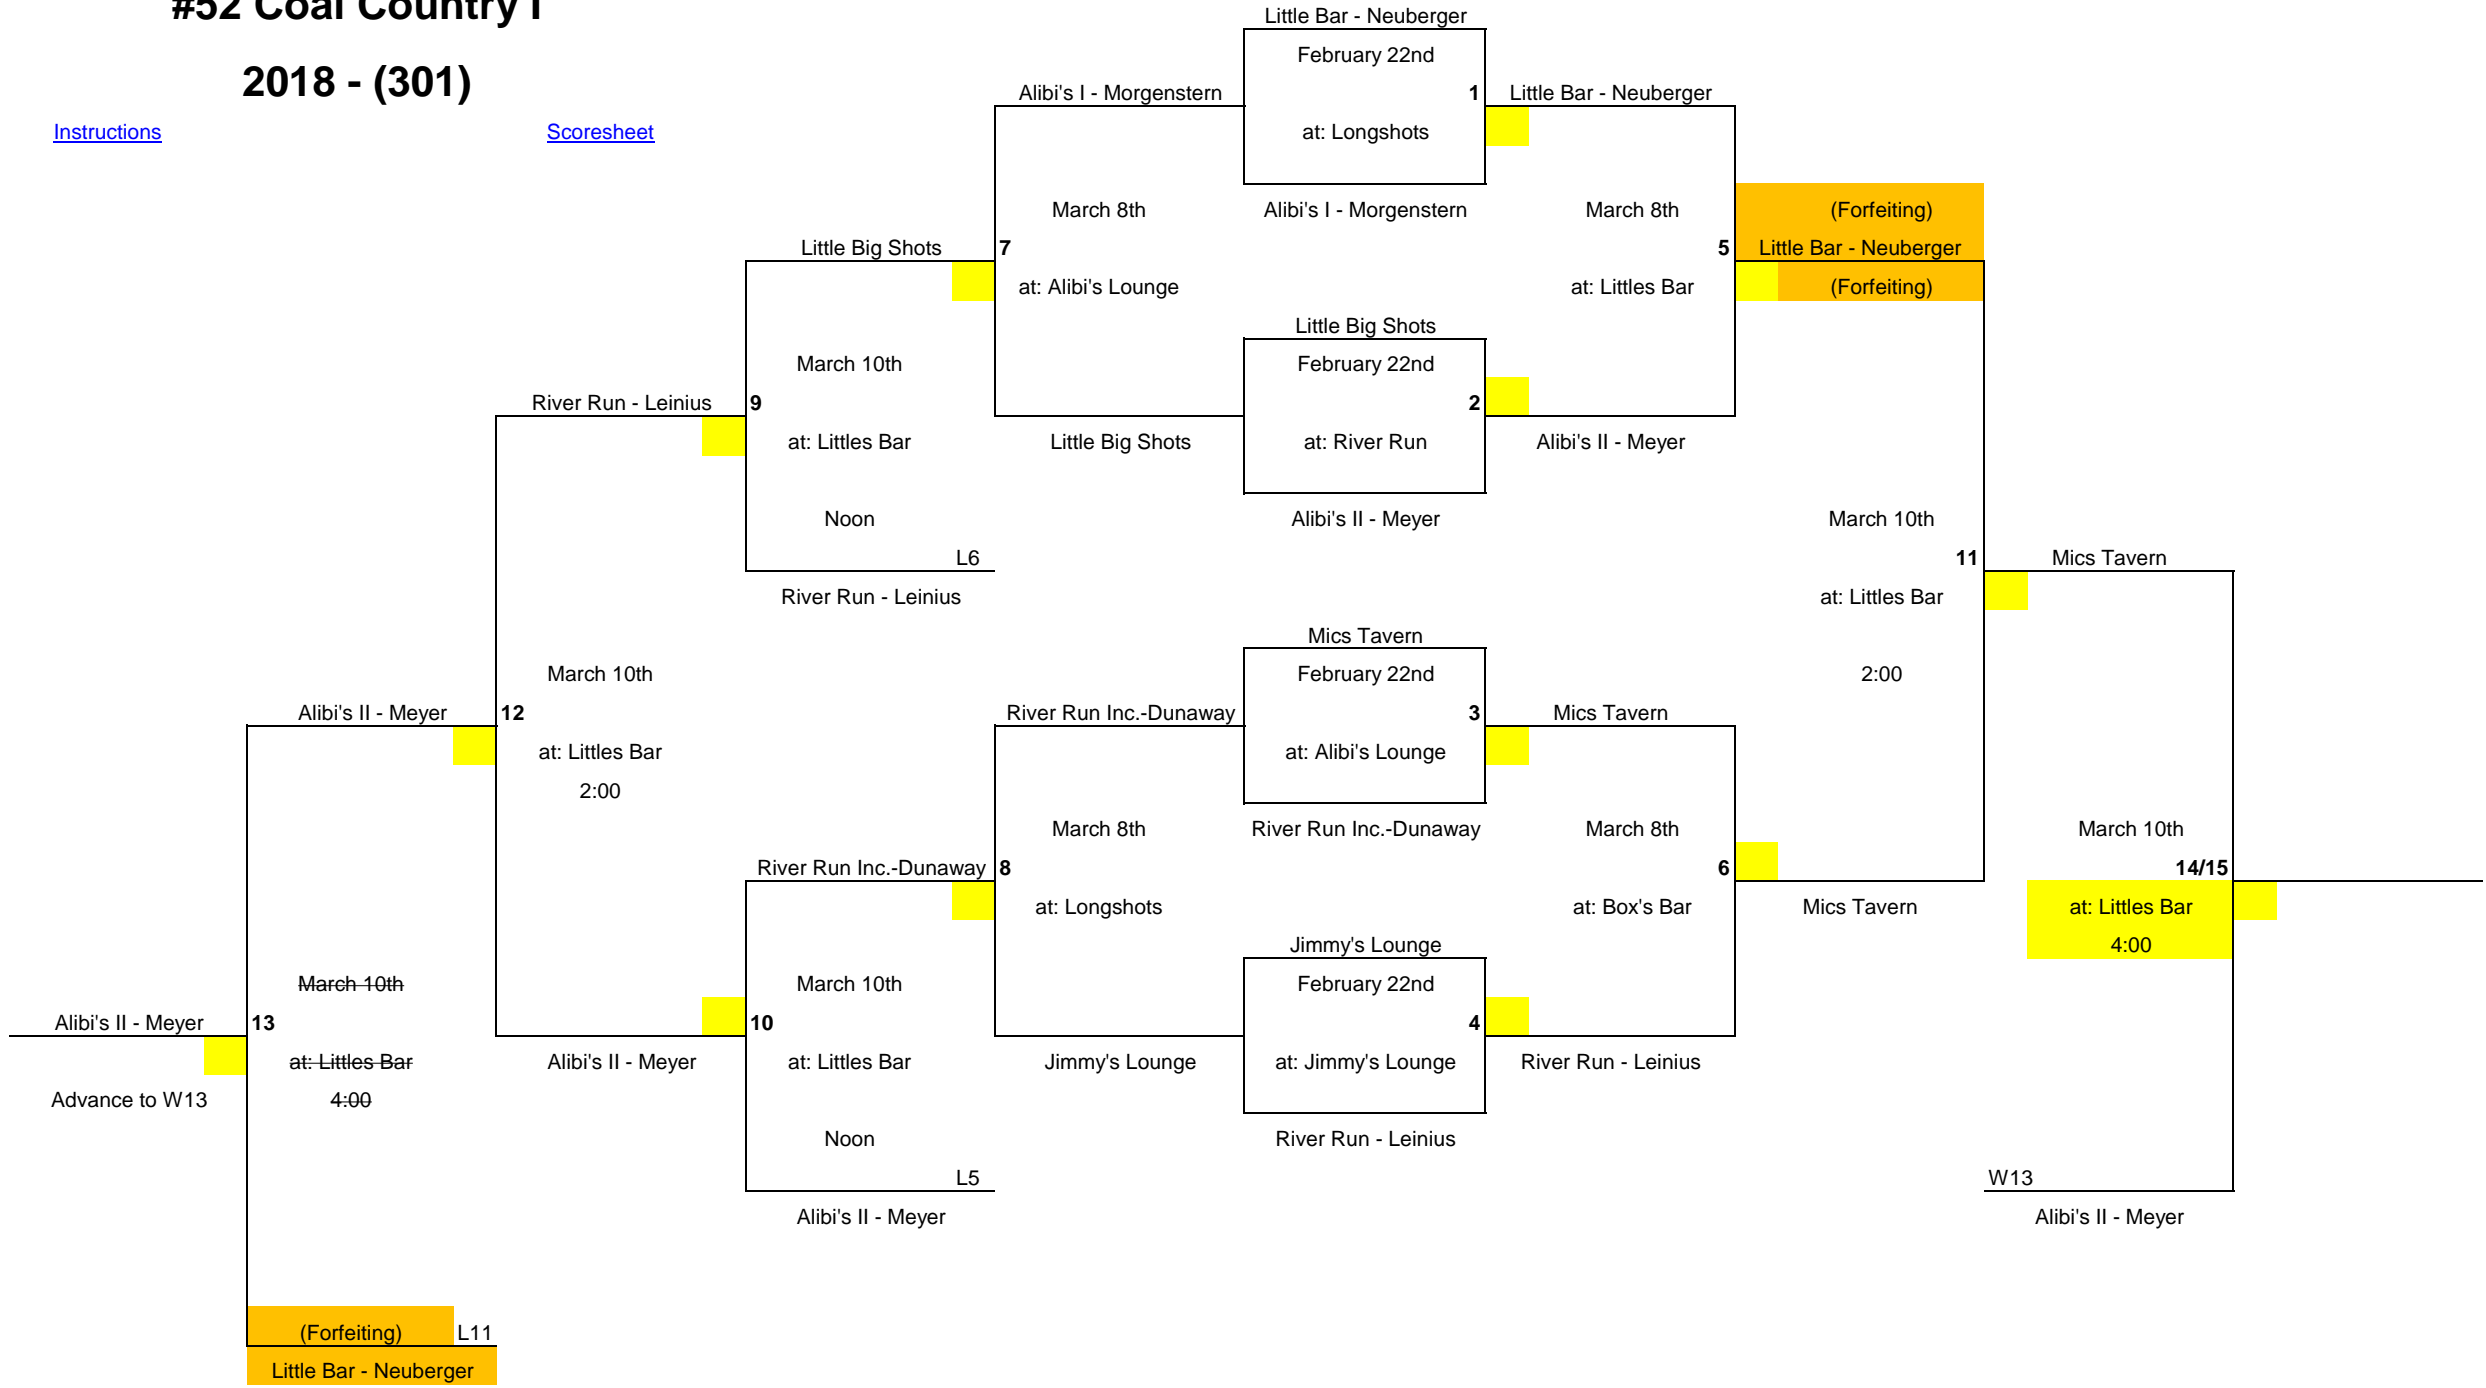 #52 Coal Country I
Little Bar - Neuberger
February 22nd
2018 - (301)
Alibi's I - Morgenstern
1
Little Bar - Neuberger
Instructions
Scoresheet
at: Longshots
March 8th
Alibi's I - Morgenstern
March 8th
(Forfeiting)
Little Big Shots
7
5
Little Bar - Neuberger
at: Alibi's Lounge
at: Littles Bar
(Forfeiting)
Little Big Shots
March 10th
February 22nd
River Run - Leinius
9
2
at: Littles Bar
Little Big Shots
at: River Run
Alibi's II - Meyer
Noon
Alibi's II - Meyer
March 10th
L6
11
Mics Tavern
River Run - Leinius
at: Littles Bar
Mics Tavern
March 10th
February 22nd
2:00
Alibi's II - Meyer
12
River Run Inc.-Dunaway
3
Mics Tavern
at: Littles Bar
at: Alibi's Lounge
2:00
March 8th
River Run Inc.-Dunaway
March 8th
March 10th
River Run Inc.-Dunaway
8
6
14/15
at: Longshots
at: Box's Bar
Mics Tavern
at: Littles Bar
Jimmy's Lounge
4:00
March 10th
March 10th
February 22nd
Alibi's II - Meyer
13
10
4
at: Littles Bar
Alibi's II - Meyer
at: Littles Bar
Jimmy's Lounge
at: Jimmy's Lounge
River Run - Leinius
Advance to W13
4:00
Noon
River Run - Leinius
L5
W13
Alibi's II - Meyer
Alibi's II - Meyer
(Forfeiting)
L11
Little Bar - Neuberger